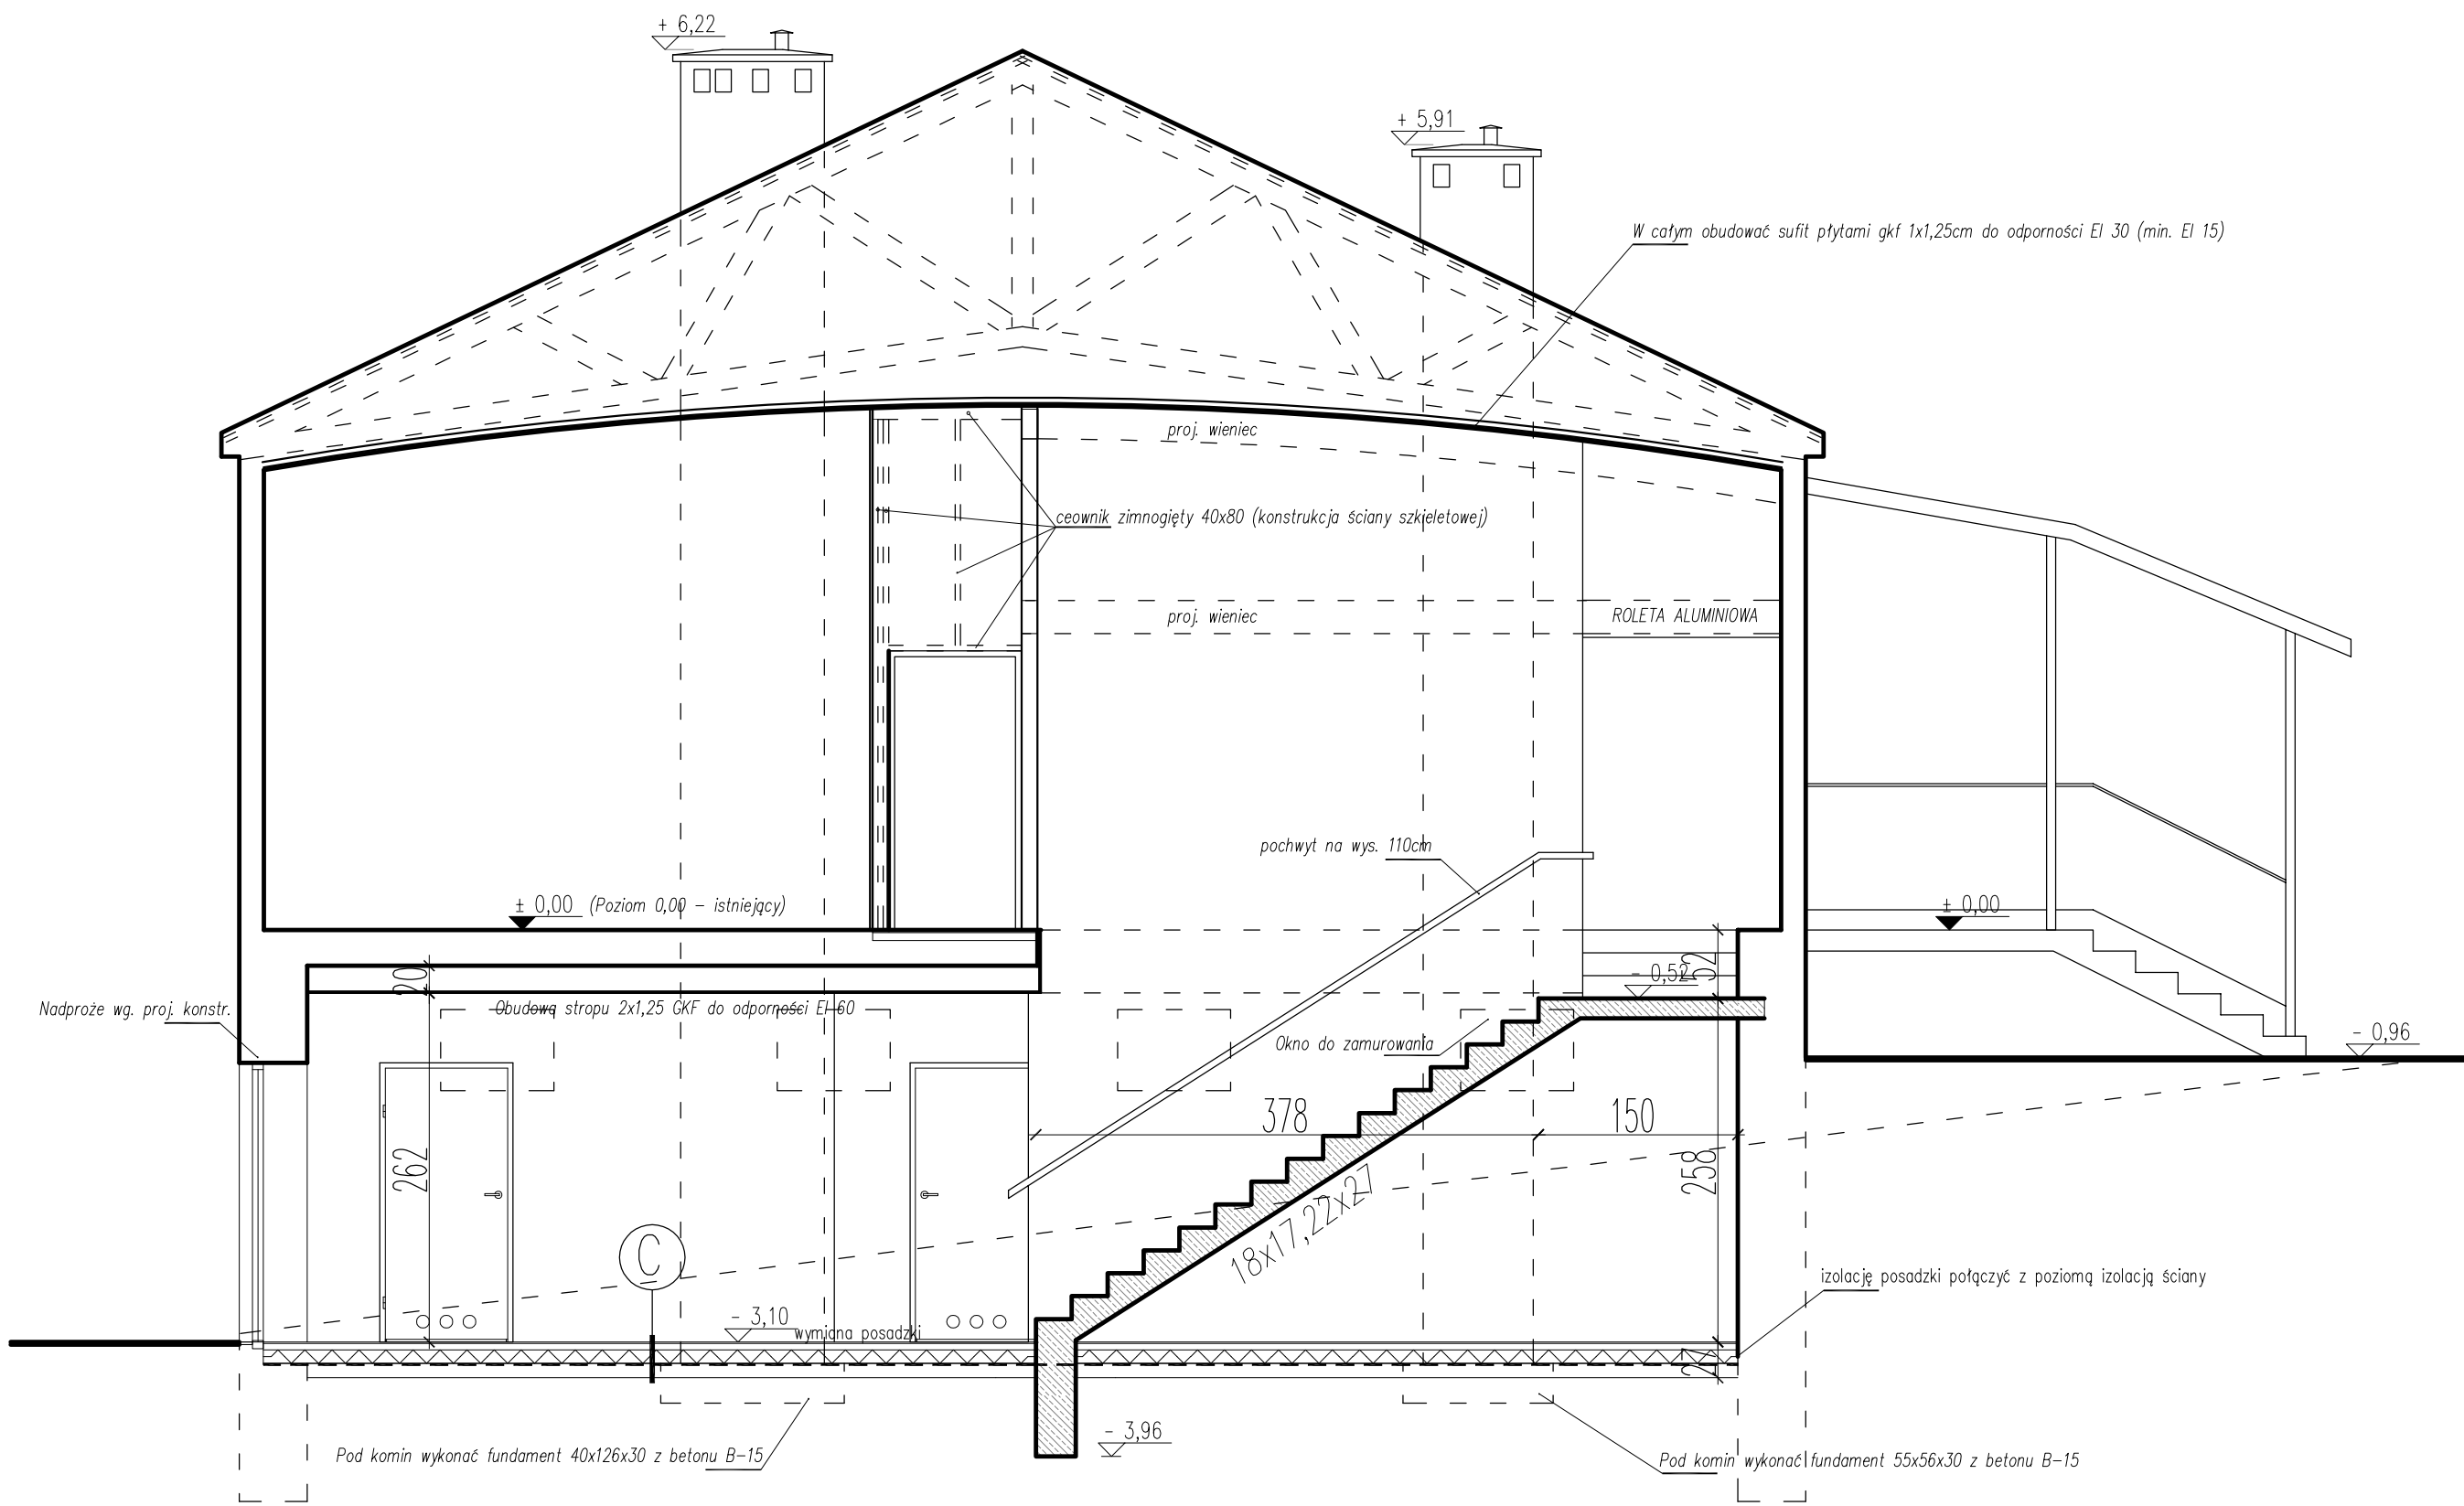 + 6,22
+ 5,91
W całym obudować sufit płytami gkf 1x1,25cm do odporności EI 30 (min. EI 15)
proj. wieniec
ceownik zimnogięty 40x80 (konstrukcja ściany szkieletowej)
proj. wieniec
ROLETA ALUMINIOWA
pochwyt na wys. 110cm
± 0,00 (Poziom 0,00 - istniejący)
± 0,00
20
52
- 0,52
Nadproże wg. proj. konstr.
Obudowa stropu 2x1,25 GKF do odporności EI 60
Okno do zamurowania
- 0,96
378
150
262
258
18x17,22x27
C
izolację posadzki połączyć z poziomą izolacją ściany
- 3,10
wymiana posadzki
- 3,96
Pod komin wykonać fundament 40x126x30 z betonu B-15
Pod komin wykonać fundament 55x56x30 z betonu B-15